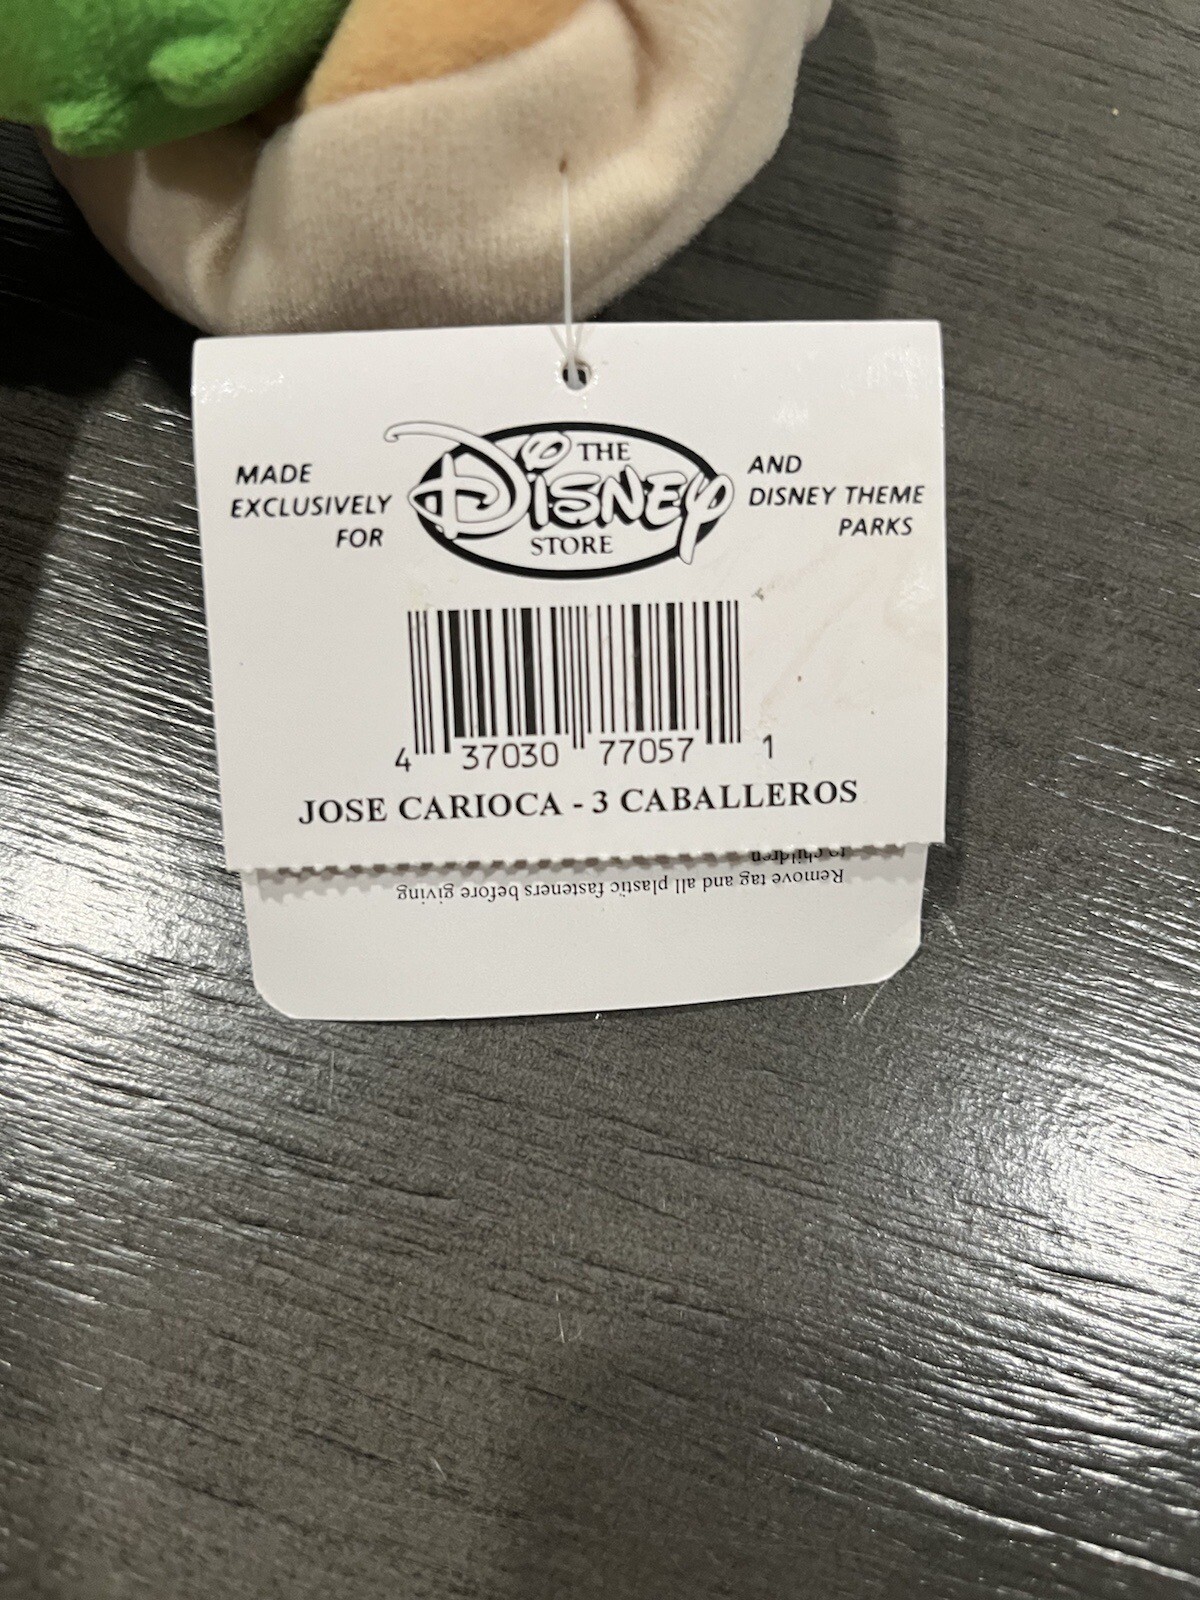 MADE
EXCLUSIVELY
FOR
THE
Disney
STORE
AND
DISNEY THEME
PARKS
4 37030 77057 1
JOSE CARIOCA - 3 CABALLEROS
Remove tag and all plastic fasteners before giving
to children